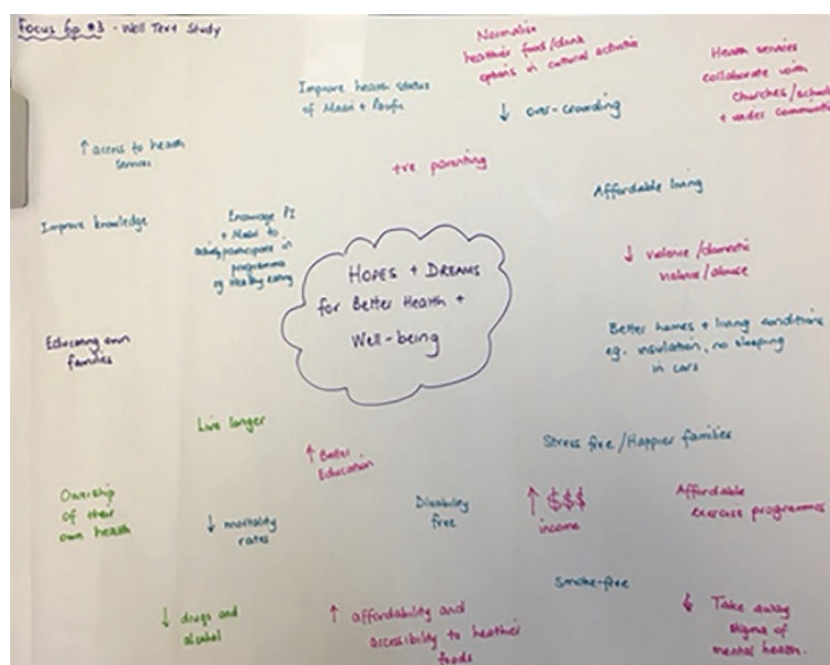 Focus Gp #3 - Well Text Study
Normalise
healthier food/drink
options in cultural activities
Health services
collaborate with
churches/schools
+ wider communit
Improve health status
of Maori + Pasifi
↓ over-crowding
↑ access to health
services
+ve parenting
Affordable living
Improve knowledge
Encourage PI
+ Maori to
actively participate in
programme
eg Healthy eating
HOPES + DREAMS
for Better Health +
Well-being
↓ violence/domestic
violence/abuse
Better homes + living conditions
eg. insulation, no sleeping
in cars
Educating own
families
Live longer
↑ Better
Education
Stress free/Happier families
Owership
of their
own health
↓ mortality
rates
Disability
free
↑ $$$
income
Affordable
exercise programmes
Smoke-free
↓ drugs and
alcohol
↑ affordability and
accessibility to healthier
foods
↓ Take away
stigma of
mental health.